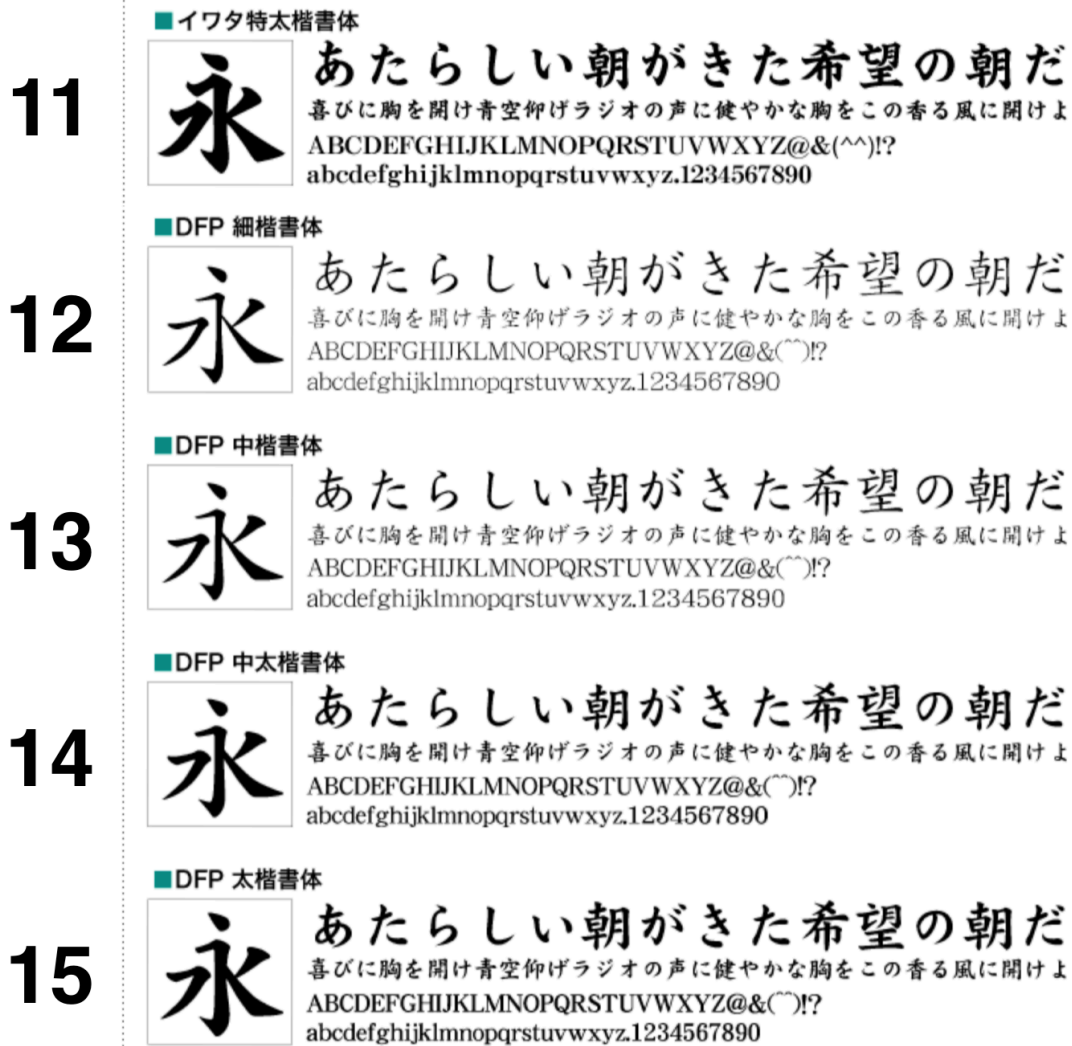 11
■イワタ特太楷書体
永
あたらしい朝がきた希望の朝だ
喜びに胸を開け青空仰げラジオの声に健やかな胸をこの香る風に開けよ
ABCDEFGHIJKLMNOPQRSTUVWXYZ@&(^^)!?
abcdefghijklmnopqrstuvwxyz.1234567890
12
■DFP 細楷書体
永
あたらしい朝がきた希望の朝だ
喜びに胸を開け青空仰げラジオの声に健やかな胸をこの香る風に開けよ
ABCDEFGHIJKLMNOPQRSTUVWXYZ@&(^^)!?
abcdefghijklmnopqrstuvwxyz.1234567890
13
■DFP 中楷書体
永
あたらしい朝がきた希望の朝だ
喜びに胸を開け青空仰げラジオの声に健やかな胸をこの香る風に開けよ
ABCDEFGHIJKLMNOPQRSTUVWXYZ@&(^^)!?
abcdefghijklmnopqrstuvwxyz.1234567890
14
■DFP 中太楷書体
永
あたらしい朝がきた希望の朝だ
喜びに胸を開け青空仰げラジオの声に健やかな胸をこの香る風に開けよ
ABCDEFGHIJKLMNOPQRSTUVWXYZ@&(^^)!?
abcdefghijklmnopqrstuvwxyz.1234567890
15
■DFP 太楷書体
永
あたらしい朝がきた希望の朝だ
喜びに胸を開け青空仰げラジオの声に健やかな胸をこの香る風に開けよ
ABCDEFGHIJKLMNOPQRSTUVWXYZ@&(^^)!?
abcdefghijklmnopqrstuvwxyz.1234567890